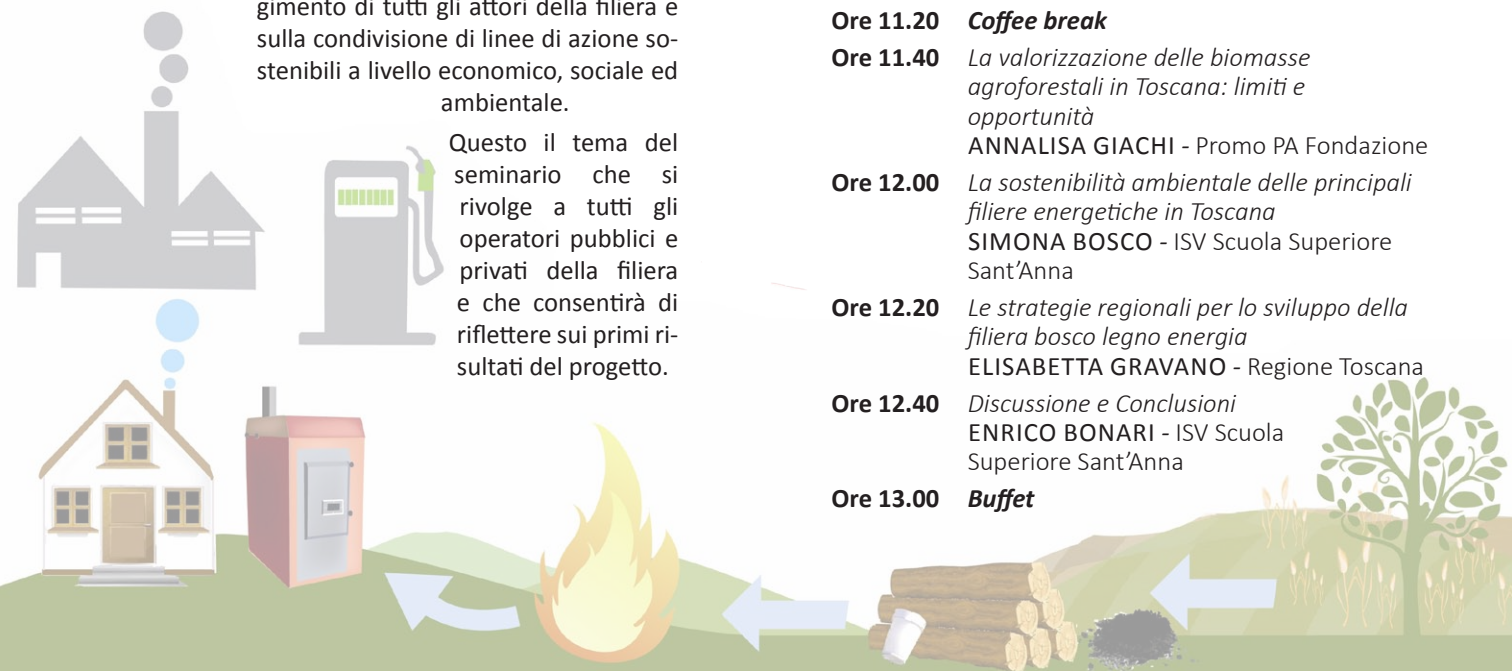 gimento di tutti gli attori della filiera e
sulla condivisione di linee di azione so-
stenibili a livello economico, sociale ed
ambientale.
Questo il tema del
seminario che si
rivolge a tutti gli
operatori pubblici e
privati della filiera
e che consentirà di
riflettere sui primi ri-
sultati del progetto.
Ore 11.20 Coffee break
Ore 11.40 La valorizzazione delle biomasse
agroforestali in Toscana: limiti e
opportunità
ANNALISA GIACHI - Promo PA Fondazione
Ore 12.00 La sostenibilità ambientale delle principali
filiere energetiche in Toscana
SIMONA BOSCO - ISV Scuola Superiore
Sant'Anna
Ore 12.20 Le strategie regionali per lo sviluppo della
filiera bosco legno energia
ELISABETTA GRAVANO - Regione Toscana
Ore 12.40 Discussione e Conclusioni
ENRICO BONARI - ISV Scuola
Superiore Sant'Anna
Ore 13.00 Buffet